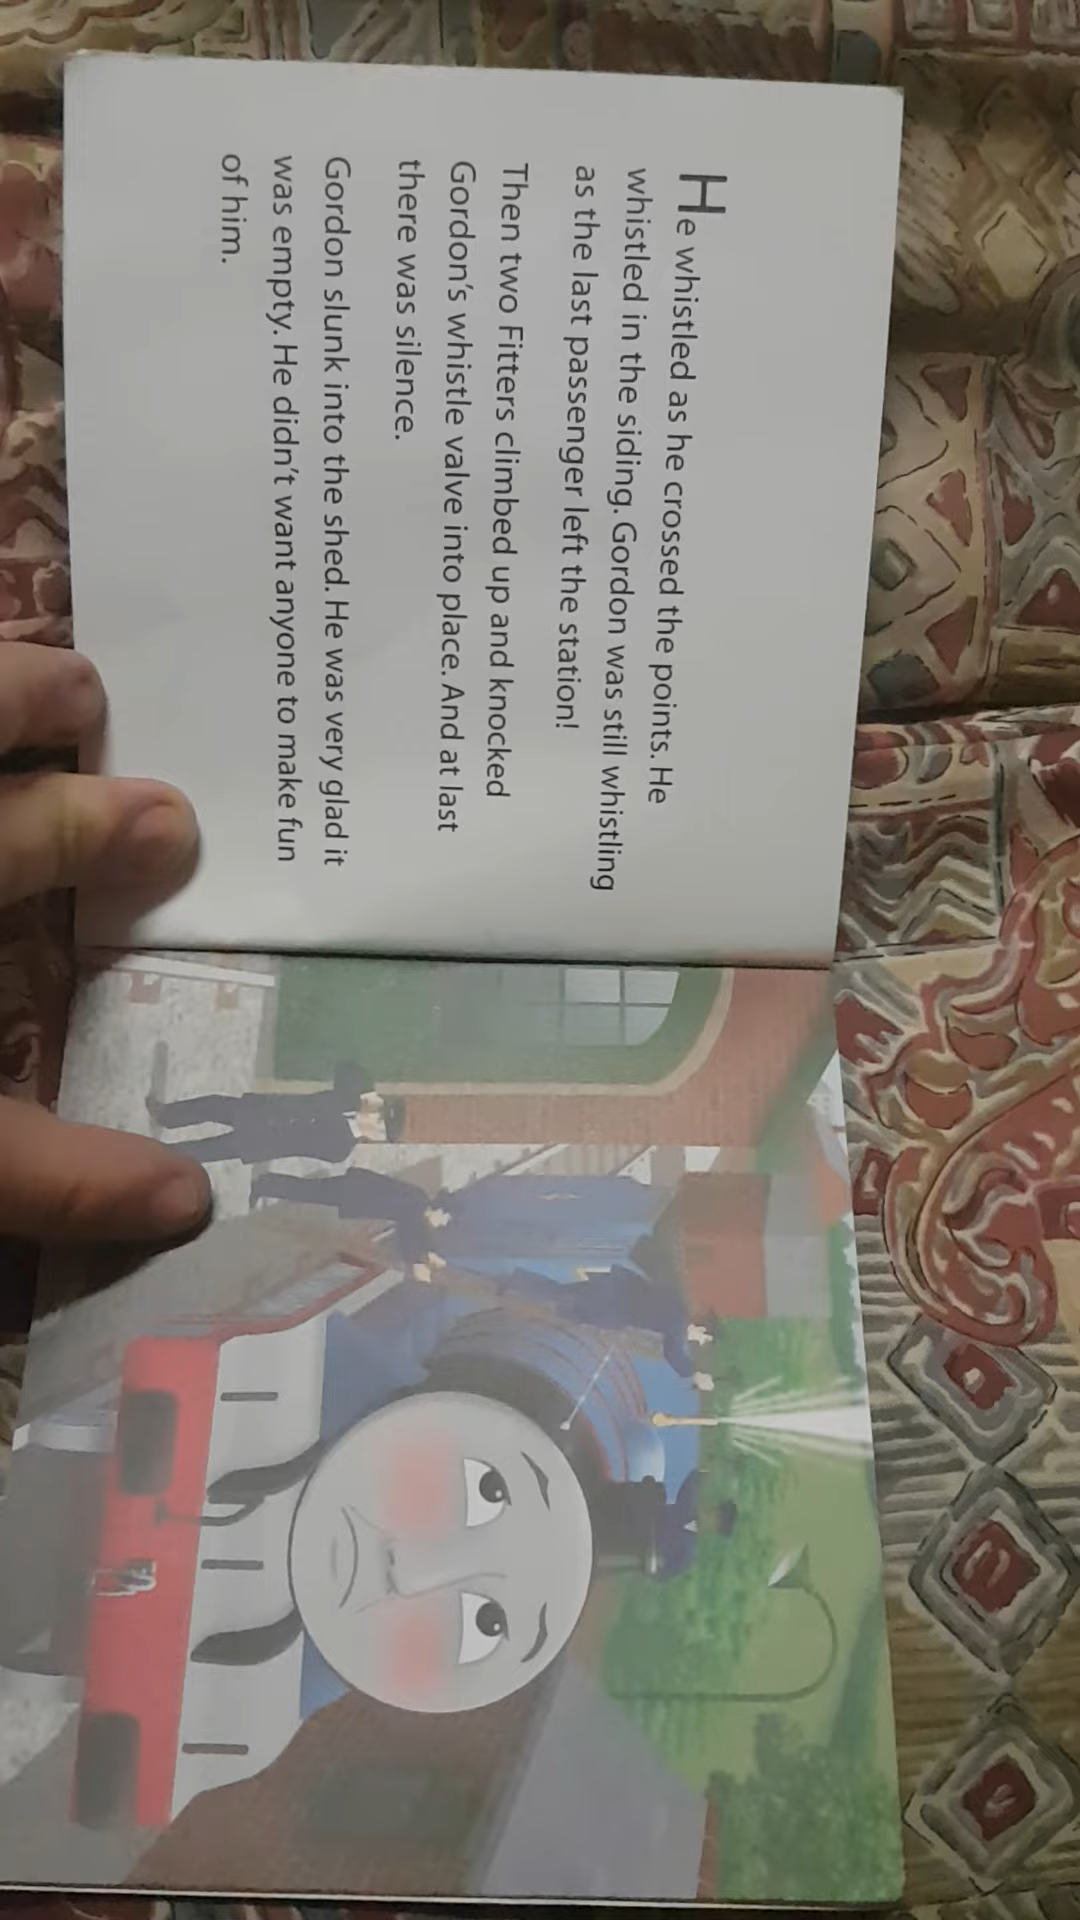 He whistled as he crossed the points. He
whistled in the siding. Gordon was still whistling
as the last passenger left the station!
Then two Fitters climbed up and knocked
Gordon's whistle valve into place. And at last
there was silence.
Gordon slunk into the shed. He was very glad it
was empty. He didn't want anyone to make fun
of him.